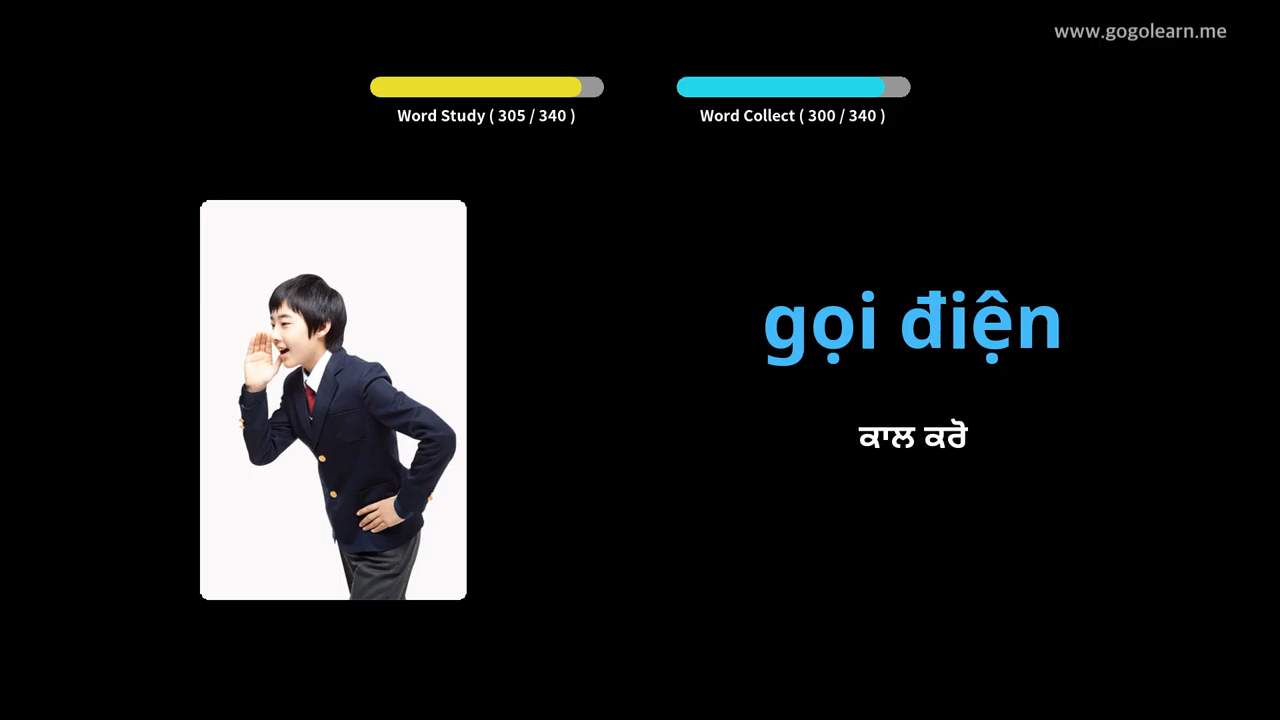 www.gogolearn.me
Word Study ( 305 / 340 )
Word Collect ( 300 / 340 )
gọi điện
ਕਾਲ ਕਰੋ